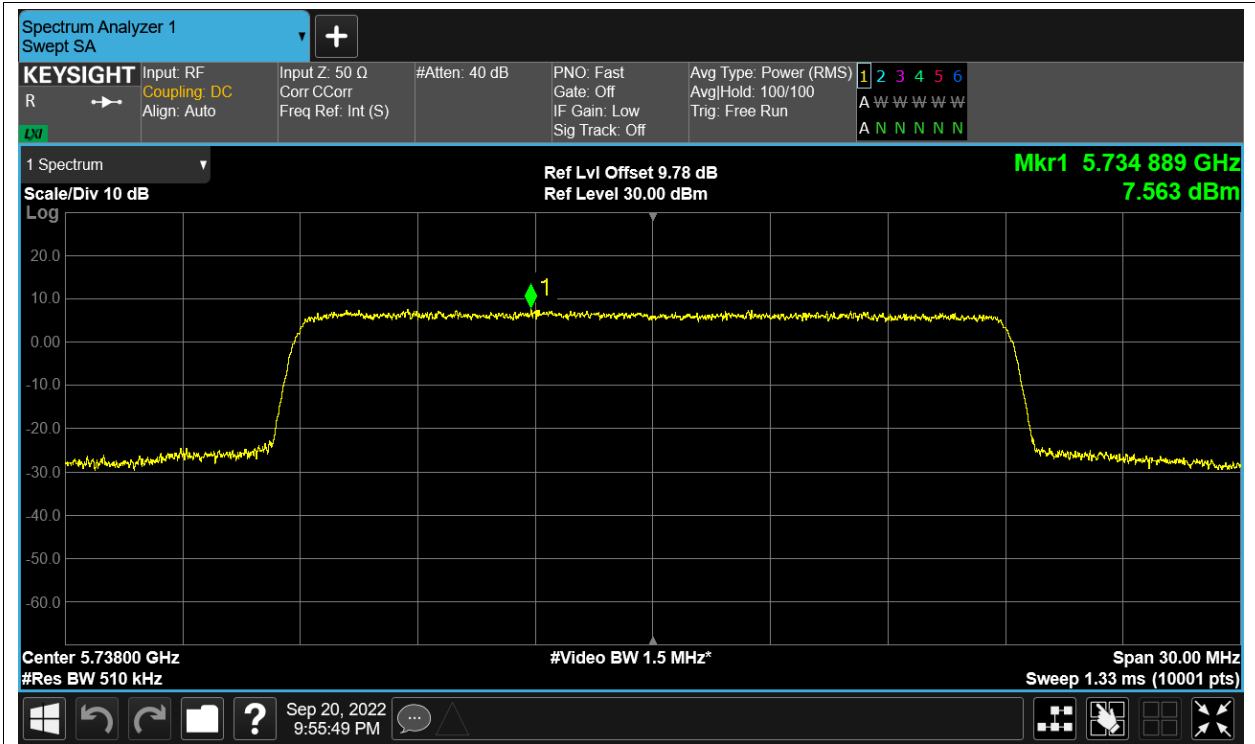 Spectrum Analyzer 1
Swept SA
KEYSIGHT
R
LXI
Input: RF
Coupling: DC
Align: Auto
Input Z: 50 Ω
Corr CCorr
Freq Ref: Int (S)
#Atten: 40 dB
PNO: Fast
Gate: Off
IF Gain: Low
Sig Track: Off
Avg Type: Power (RMS)
Avg|Hold: 100/100
Trig: Free Run
1 2 3 4 5 6
A W W W W W
A N N N N N
1 Spectrum
Scale/Div 10 dB
Ref Lvl Offset 9.78 dB
Ref Level 30.00 dBm
Mkr1 5.734 889 GHz
7.563 dBm
Log
20.0
10.0
0.00
-10.0
-20.0
-30.0
-40.0
-50.0
-60.0
1
Center 5.73800 GHz
#Res BW 510 kHz
#Video BW 1.5 MHz*
Span 30.00 MHz
Sweep 1.33 ms (10001 pts)
?
Sep 20, 2022
9:55:49 PM